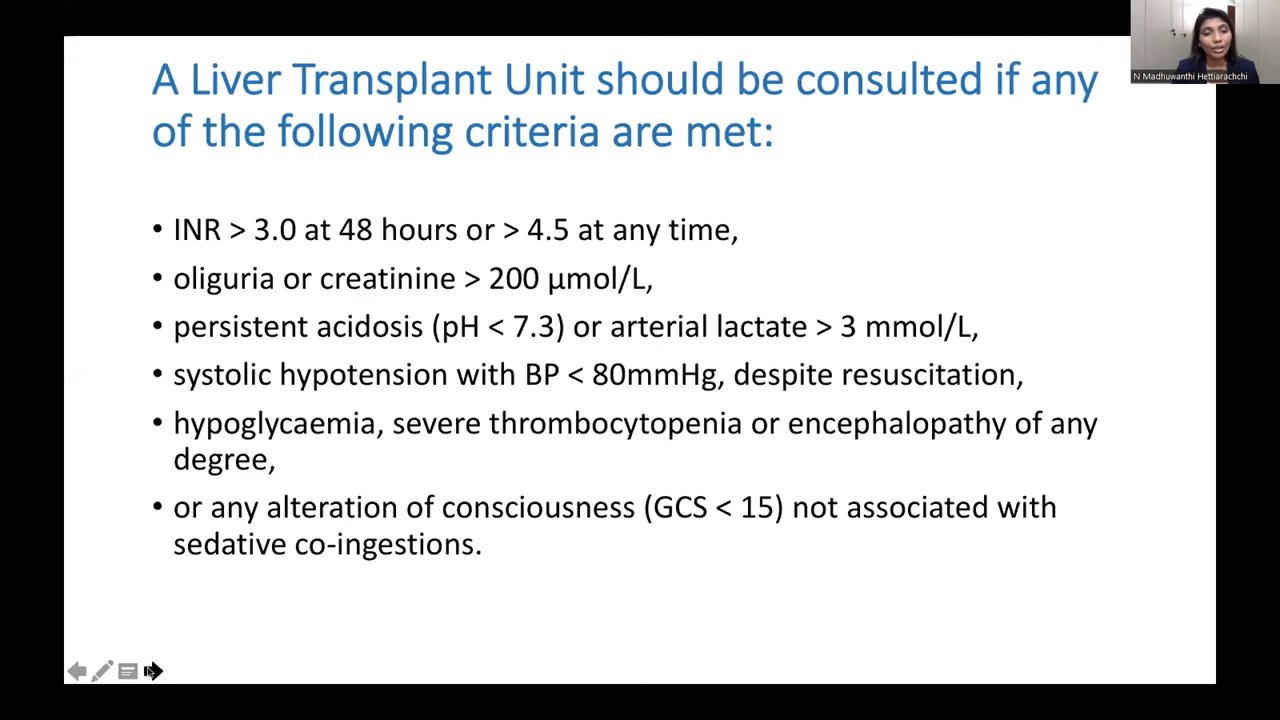 A Liver Transplant Unit should be consulted if any
of the following criteria are met:
• INR > 3.0 at 48 hours or > 4.5 at any time,
• oliguria or creatinine > 200 μmol/L,
• persistent acidosis (pH < 7.3) or arterial lactate > 3 mmol/L,
• systolic hypotension with BP < 80mmHg, despite resuscitation,
• hypoglycaemia, severe thrombocytopenia or encephalopathy of any
degree,
• or any alteration of consciousness (GCS < 15) not associated with
sedative co-ingestions.
N Madhuwanthi Hettiarachchi